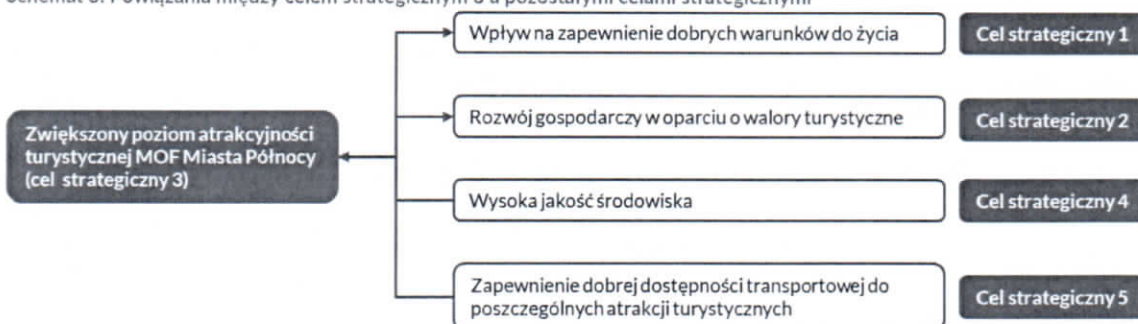 Zwiększony poziom atrakcyjności
turystycznej MOF Miasta Północy
(cel strategiczny 3)
Wpływ na zapewnienie dobrych warunków do życia
Cel strategiczny 1
Rozwój gospodarczy w oparciu o walory turystyczne
Cel strategiczny 2
Wysoka jakość środowiska
Cel strategiczny 4
Zapewnienie dobrej dostępności transportowej do
poszczególnych atrakcji turystycznych
Cel strategiczny 5